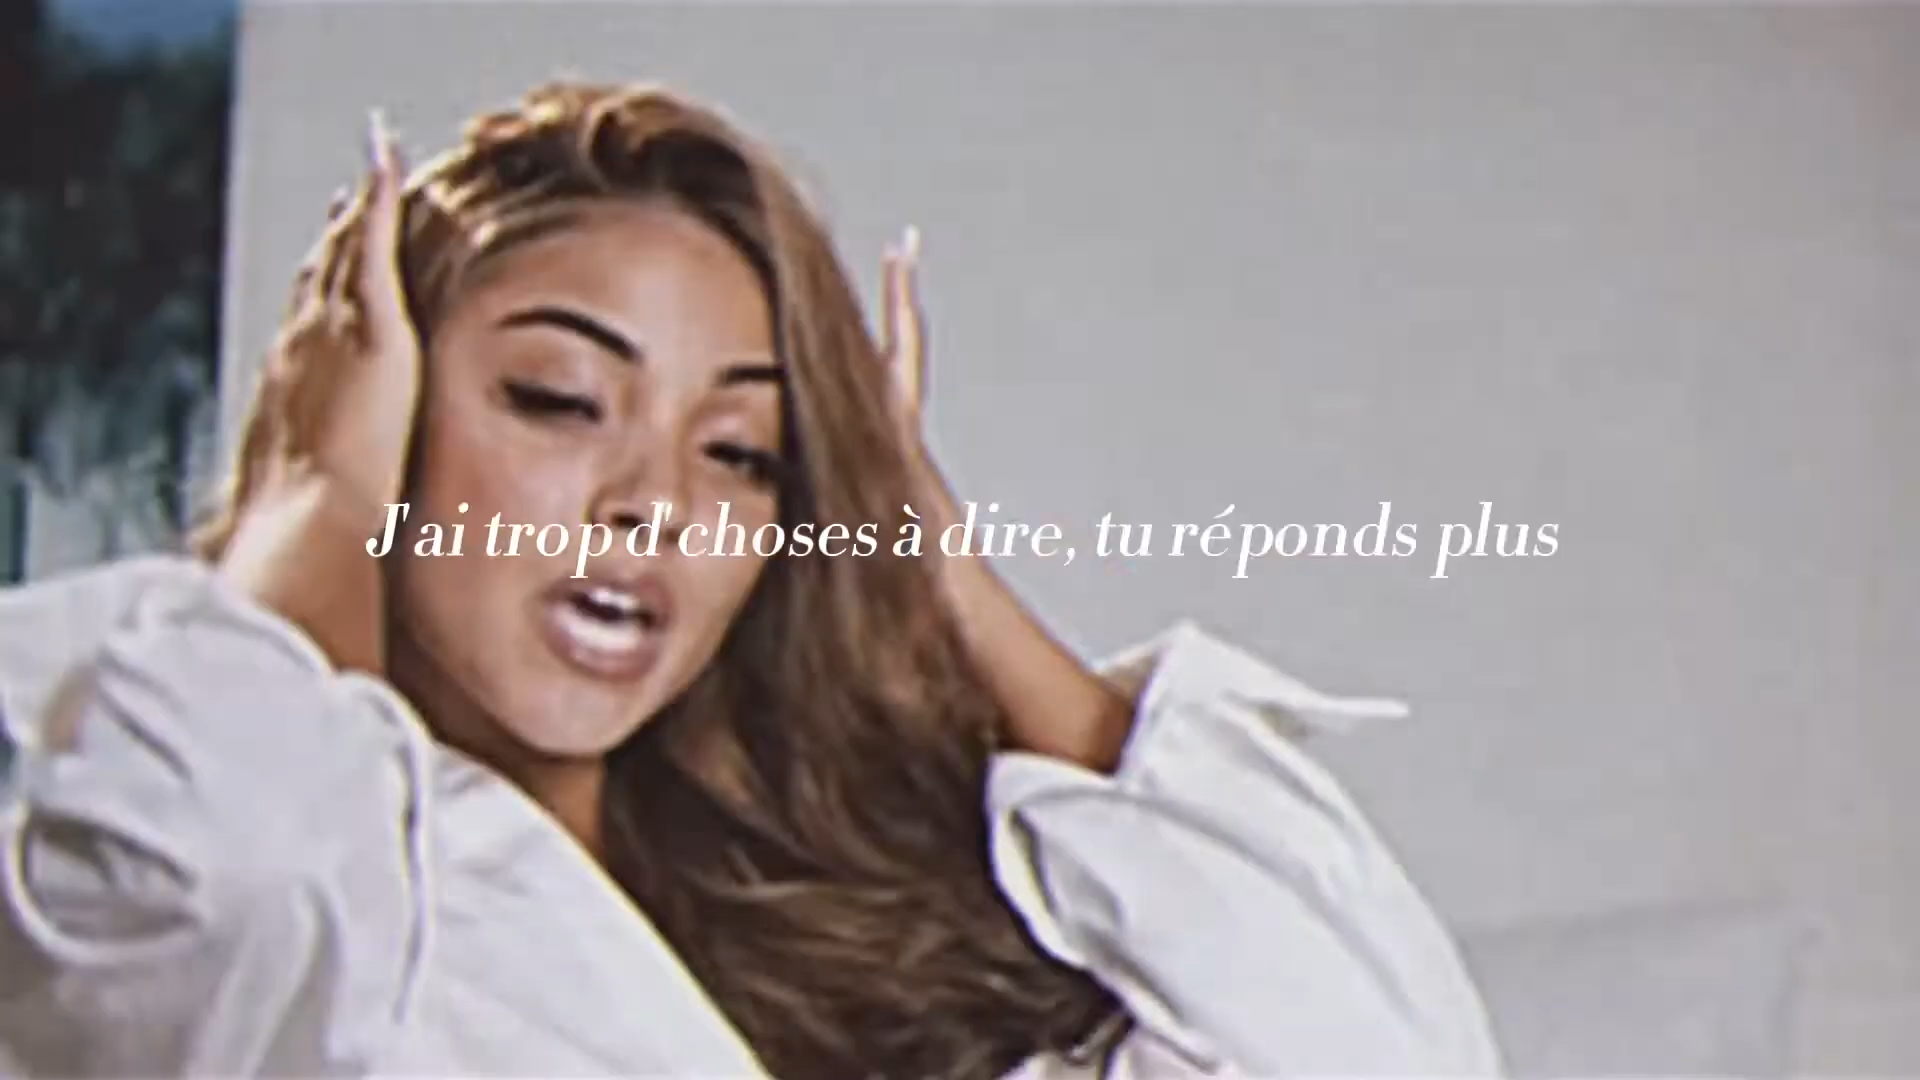 J'ai trop d'choses à dire, tu réponds plus